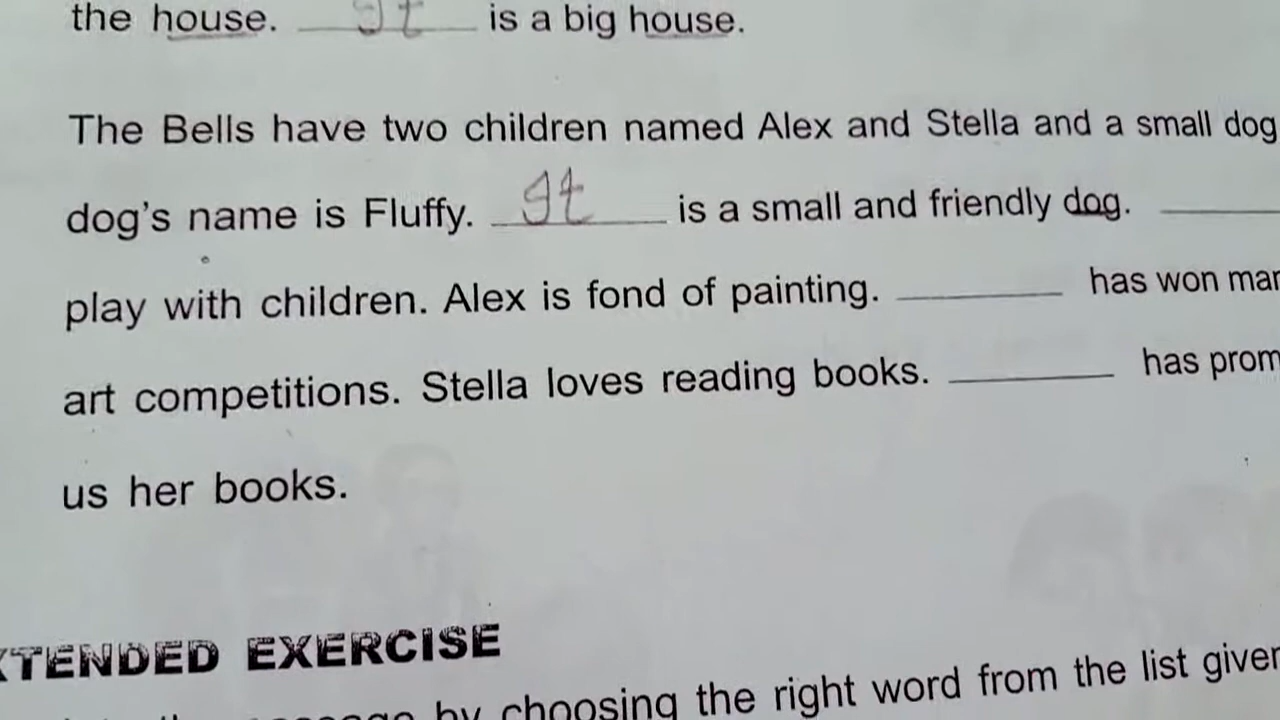 the house. It is a big house.
The Bells have two children named Alex and Stella and a small dog
dog's name is Fluffy. It is a small and friendly dog.
play with children. Alex is fond of painting. has won
art competitions. Stella loves reading books. has
us her books.
EXERCISE
by choosing the right word from the list